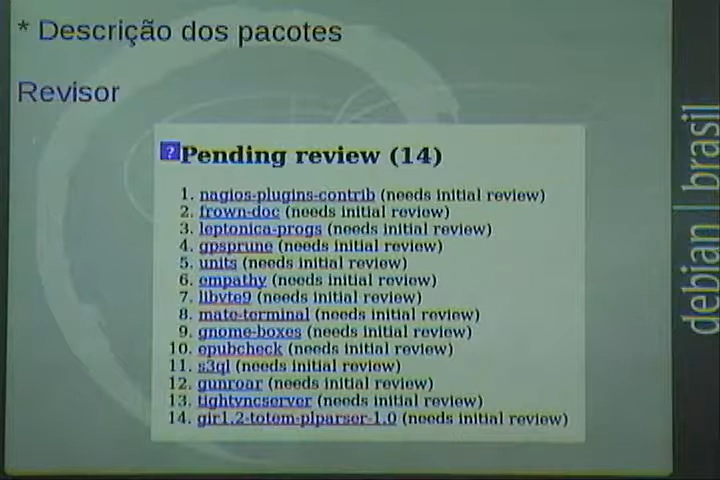 * Descrição dos pacotes
Revisor
? Pending review (14)
1. nagios-plugins-contrib (needs initial review)
2. frown-doc (needs initial review)
3. leptonica-progs (needs initial review)
4. gpsprune (needs initial review)
5. units (needs initial review)
6. empathy (needs initial review)
7. libvte9 (needs initial review)
8. mate-terminal (needs initial review)
9. gnome-boxes (needs initial review)
10. epubcheck (needs initial review)
11. s3ql (needs initial review)
12. gunroar (needs initial review)
13. tightvncserver (needs initial review)
14. gir1.2-totem-plparser-1.0 (needs initial review)
debian | brasil